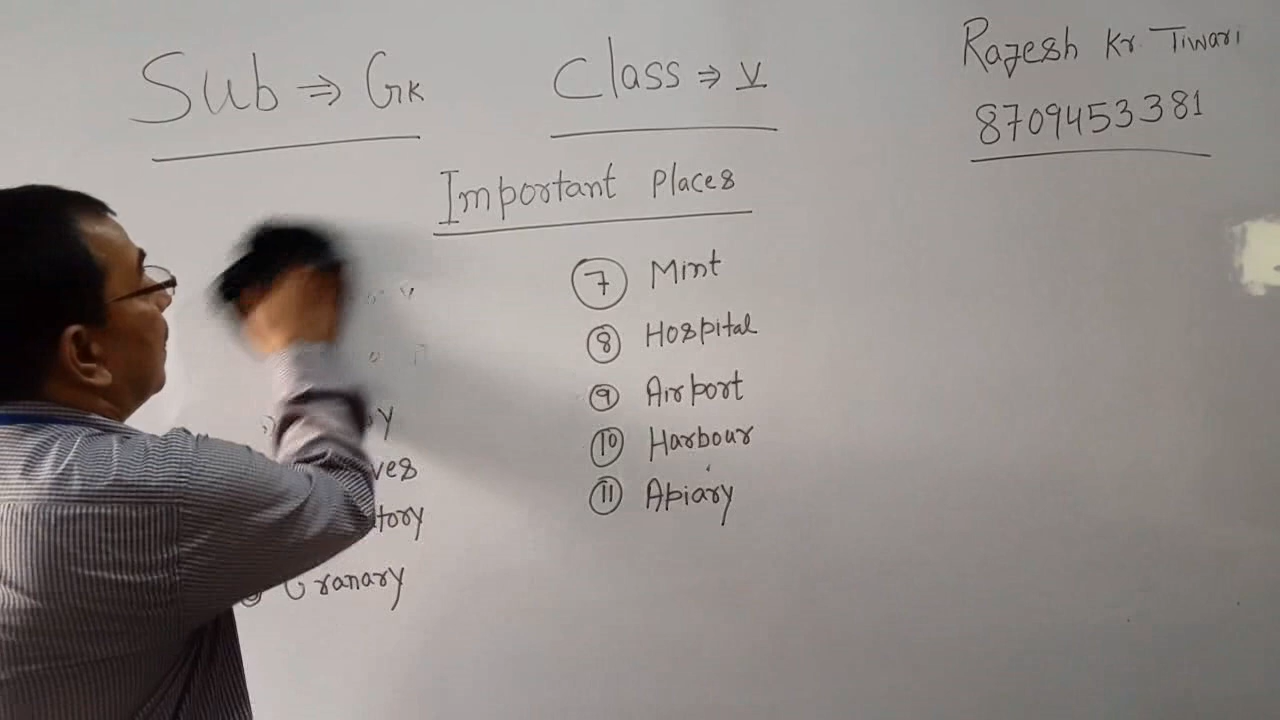 Sub ⇒ GK
Class ⇒ V
Rajesh Kr. Tiwari
8709453381
Important Places
Granary
7 Mint
8 Hospital
9 Airport
10 Harbour
11 Apiary